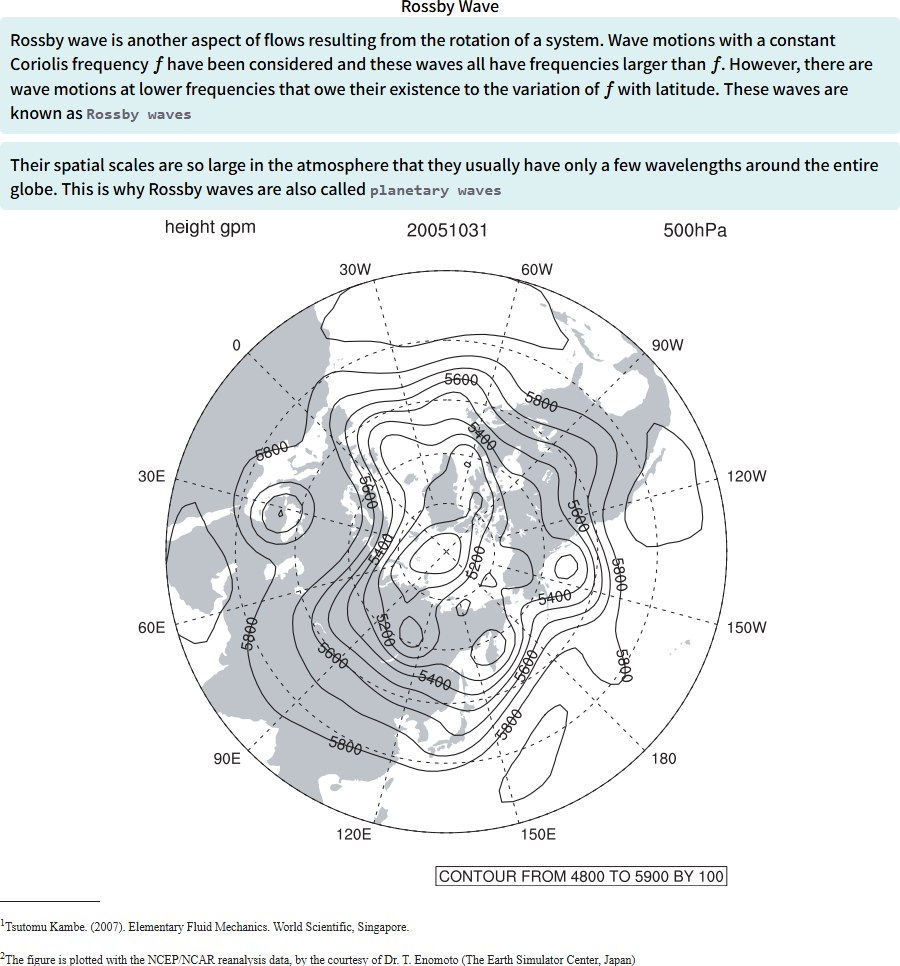 Rossby Wave
Rossby wave is another aspect of flows resulting from the rotation of a system. Wave motions with a constant
Coriolis frequency f have been considered and these waves all have frequencies larger than f. However, there are
wave motions at lower frequencies that owe their existence to the variation of f with latitude. These waves are
known as Rossby waves
Their spatial scales are so large in the atmosphere that they usually have only a few wavelengths around the entire
globe. This is why Rossby waves are also called planetary waves
height gpm 20051031 500hPa
30W 60W
0 90W
5600
5800
5400
5800
30E 120W
5600
5600
5400
5200
5800
5400
60E 150W
5200
5800
5600
5600
5800
5400
5800
5800
90E 180
120E 150E
CONTOUR FROM 4800 TO 5900 BY 100
1Tsutomu Kambe. (2007). Elementary Fluid Mechanics. World Scientific, Singapore.
2The figure is plotted with the NCEP/NCAR reanalysis data, by the courtesy of Dr. T. Enomoto (The Earth Simulator Center, Japan)